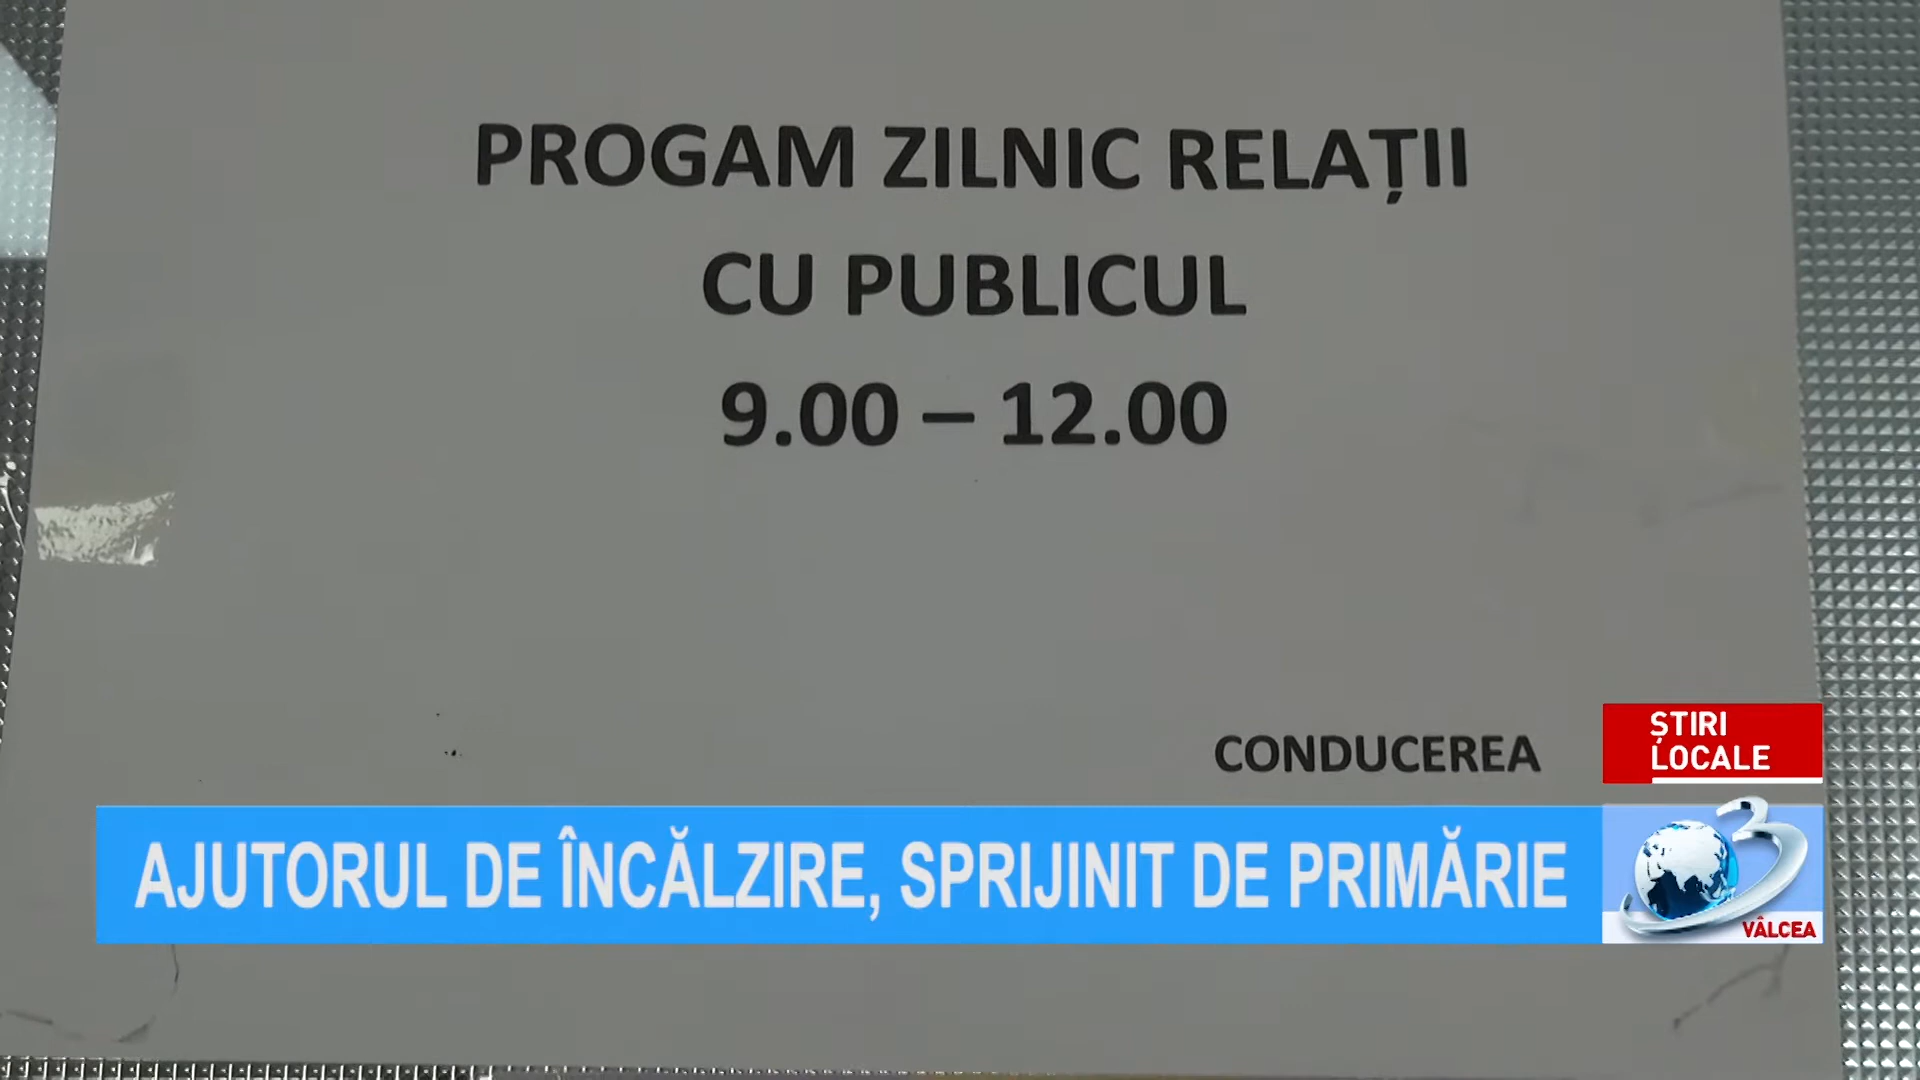 PROGAM ZILNIC RELAȚII
CU PUBLICUL
9.00 – 12.00
CONDUCEREA
ȘTIRI
LOCALE
AJUTORUL DE ÎNCĂLZIRE, SPRIJINIT DE PRIMĂRIE
3
VÂLCEA